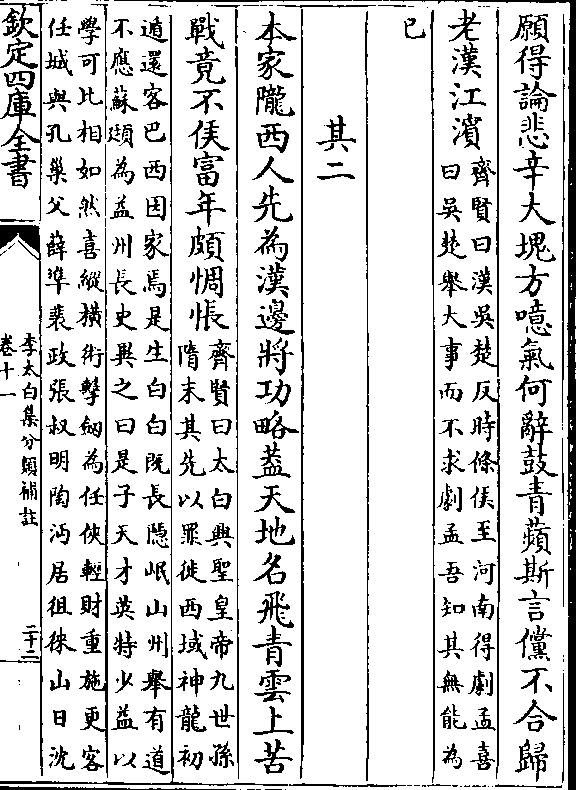 願得論悲辛大塊方噫氣何辭鼓青蘋斯言儻不合歸
老漢江濱
齊賢曰漢吳楚反時條侯至河南得劇孟喜
曰吳楚舉大事而不求劇孟吾知其無能為
已
其二
本家隴西人先為漢邊將功略蓋天地名飛青雲上苦
戰竟不侯富年頗惆悵
齊賢曰太白興聖皇帝九世孫
隋末其先以罪徙西域神龍初
遁還客巴西因家焉是生白白既長隱岷山州舉有道
不應蘇頲為益州長史異之曰是子天才英特少益以
學可比相如然喜縱橫術擊劒為任俠輕財重施更客
任城與孔巢父薛準裴政張叔明陶沔居徂徠山日沈
欽定四庫全書
李太白集分類補註
卷十一
二十二